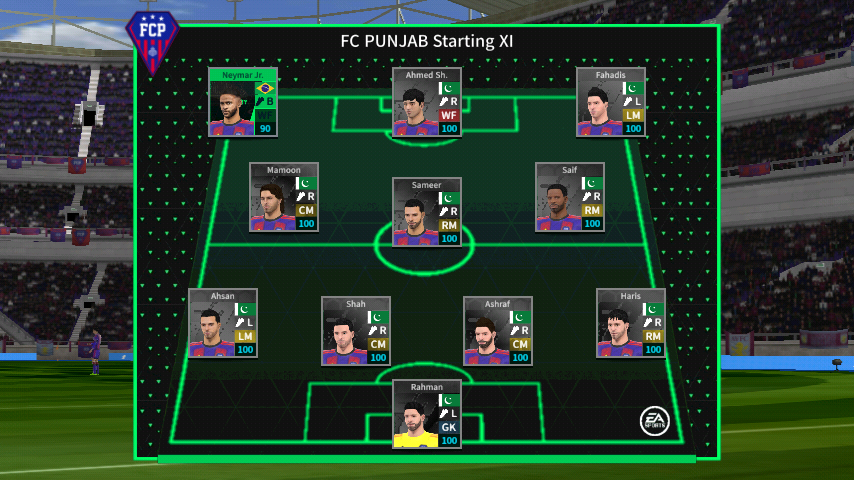 FCP
FC PUNJAB Starting XI
Neymar Jr.
B
90
Ahmed Sh.
R
WF
100
Fahadis
L
LM
100
Mamoon
R
CM
100
Sameer
R
RM
100
Saif
R
RM
100
Ahsan
L
LM
100
Shah
R
CM
100
Ashraf
R
CM
100
Haris
R
RM
100
Rahman
L
GK
100
EA
SPORTS